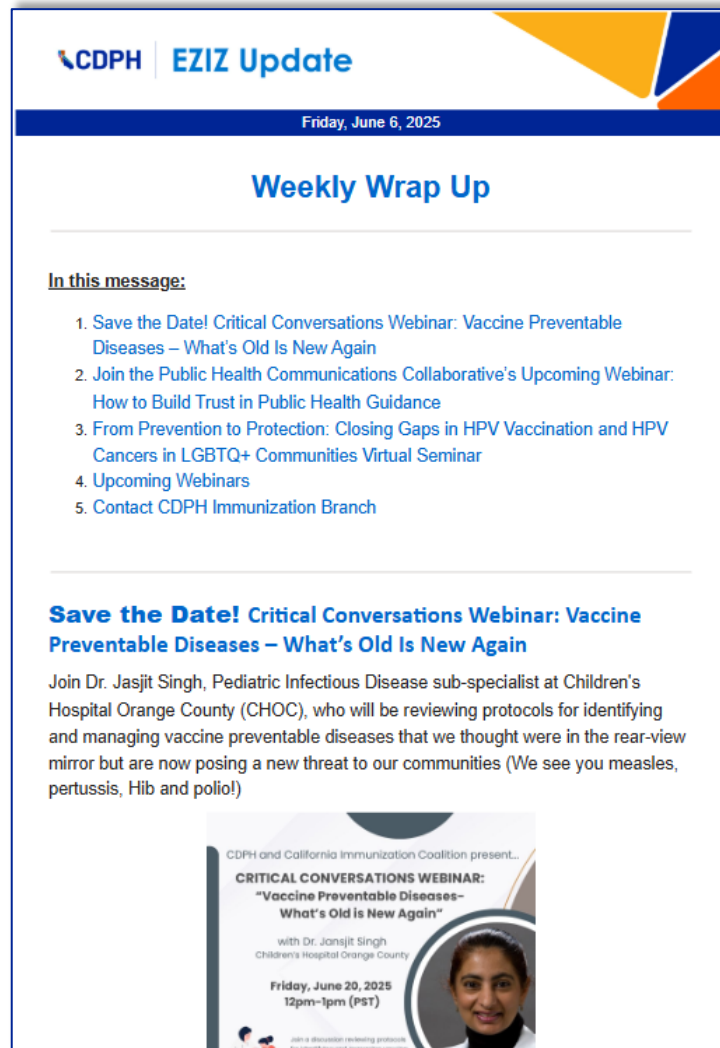 CDPH EZIZ Update
Friday, June 6, 2025
Weekly Wrap Up
In this message:
1. Save the Date! Critical Conversations Webinar: Vaccine Preventable
Diseases – What's Old Is New Again
2. Join the Public Health Communications Collaborative's Upcoming Webinar:
How to Build Trust in Public Health Guidance
3. From Prevention to Protection: Closing Gaps in HPV Vaccination and HPV
Cancers in LGBTQ+ Communities Virtual Seminar
4. Upcoming Webinars
5. Contact CDPH Immunization Branch
Save the Date! Critical Conversations Webinar: Vaccine
Preventable Diseases – What's Old Is New Again
Join Dr. Jasjit Singh, Pediatric Infectious Disease sub-specialist at Children's
Hospital Orange County (CHOC), who will be reviewing protocols for identifying
and managing vaccine preventable diseases that we thought were in the rear-view
mirror but are now posing a new threat to our communities (We see you measles,
pertussis, Hib and polio!)
CDPH and California Immunization Coalition present...
CRITICAL CONVERSATIONS WEBINAR:
"Vaccine Preventable Diseases–
What's Old is New Again"
with Dr. Jansjit Singh
Children's Hospital Orange County
Friday, June 20, 2025
12pm-1pm (PST)
Join a discussion reviewing protocols